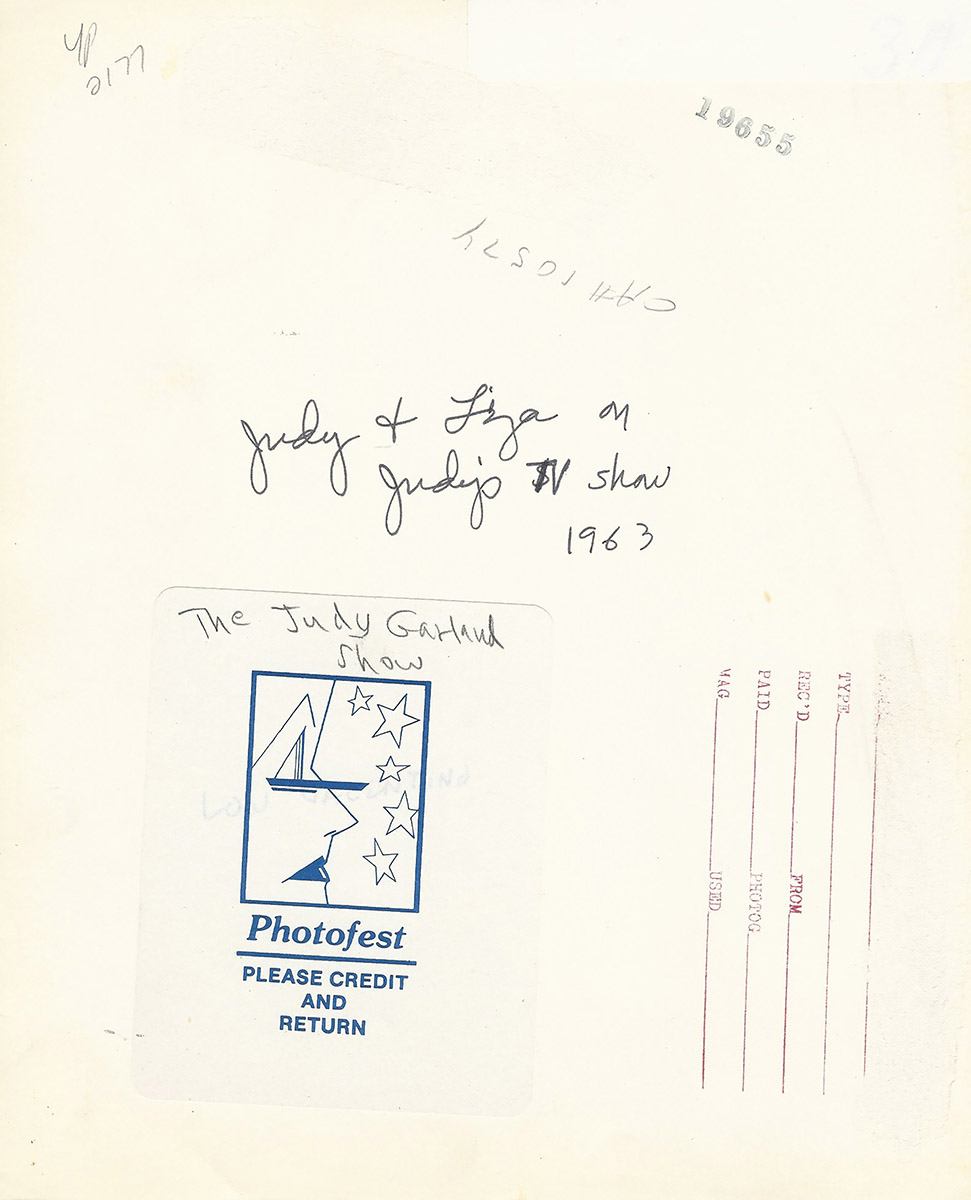 2177
19655
Judy & Liza on
Judy's TV show
1963
The Judy Garland
Show
Photofest
PLEASE CREDIT
AND
RETURN
TYPE
REC'D FROM
PAID PHOTOG
MAG USED